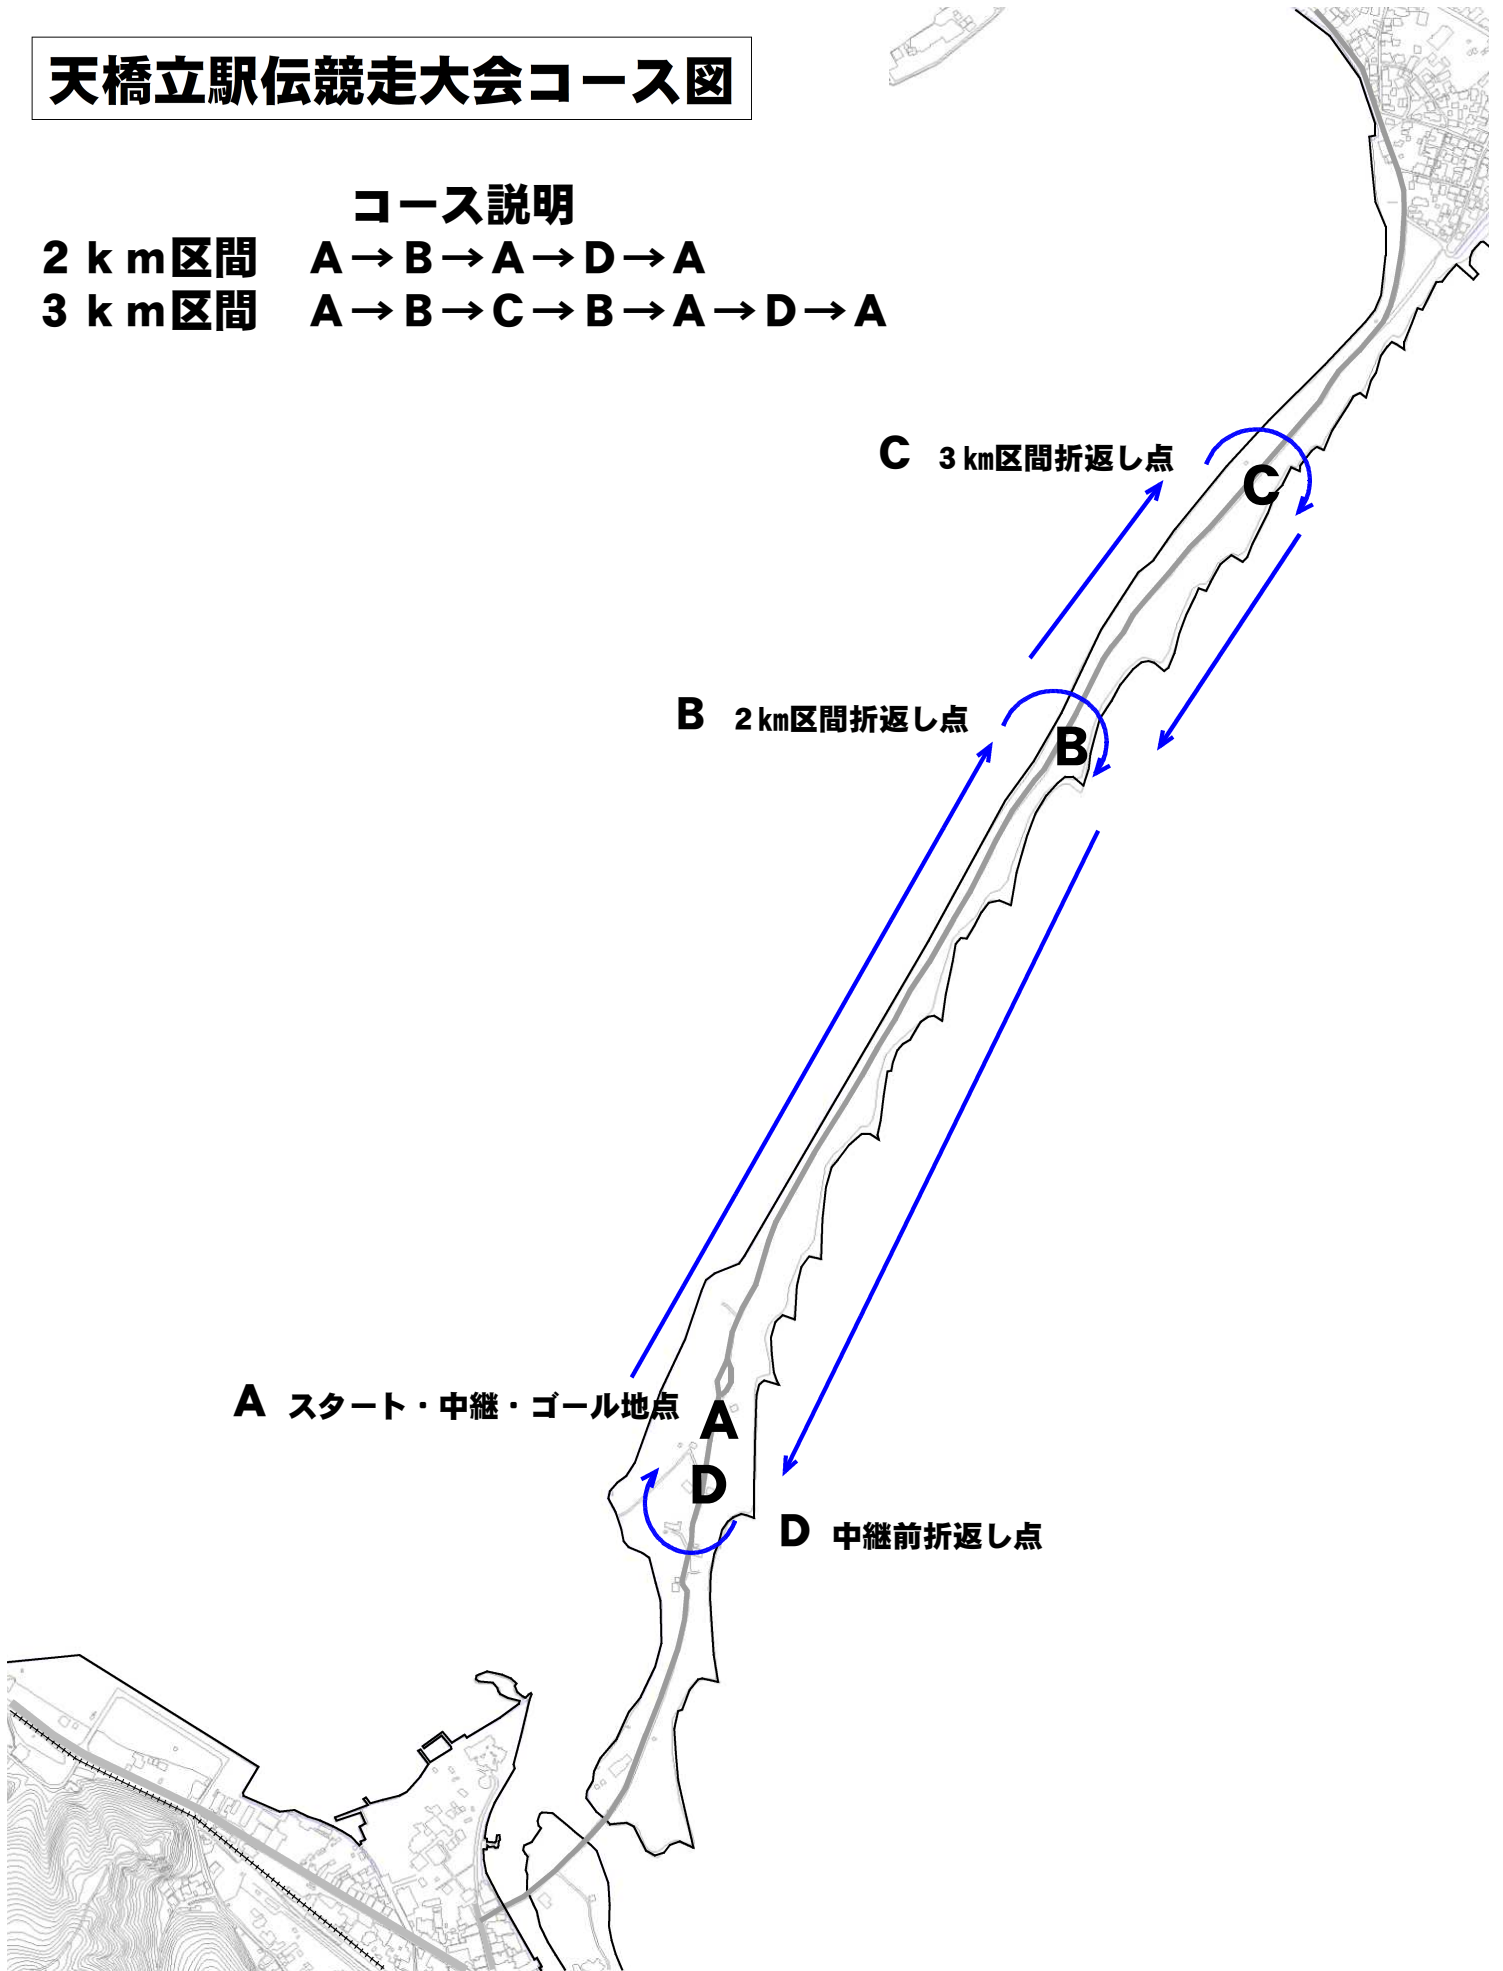 天橋立駅伝競走大会コース図
コース説明
２ｋｍ区間　Ａ→Ｂ→Ａ→Ｄ→Ａ
３ｋｍ区間　Ａ→Ｂ→Ｃ→Ｂ→Ａ→Ｄ→Ａ
C　３㎞区間折返し点
C
B　２㎞区間折返し点
B
A　スタート・中継・ゴール地点
A
D
D　中継前折返し点